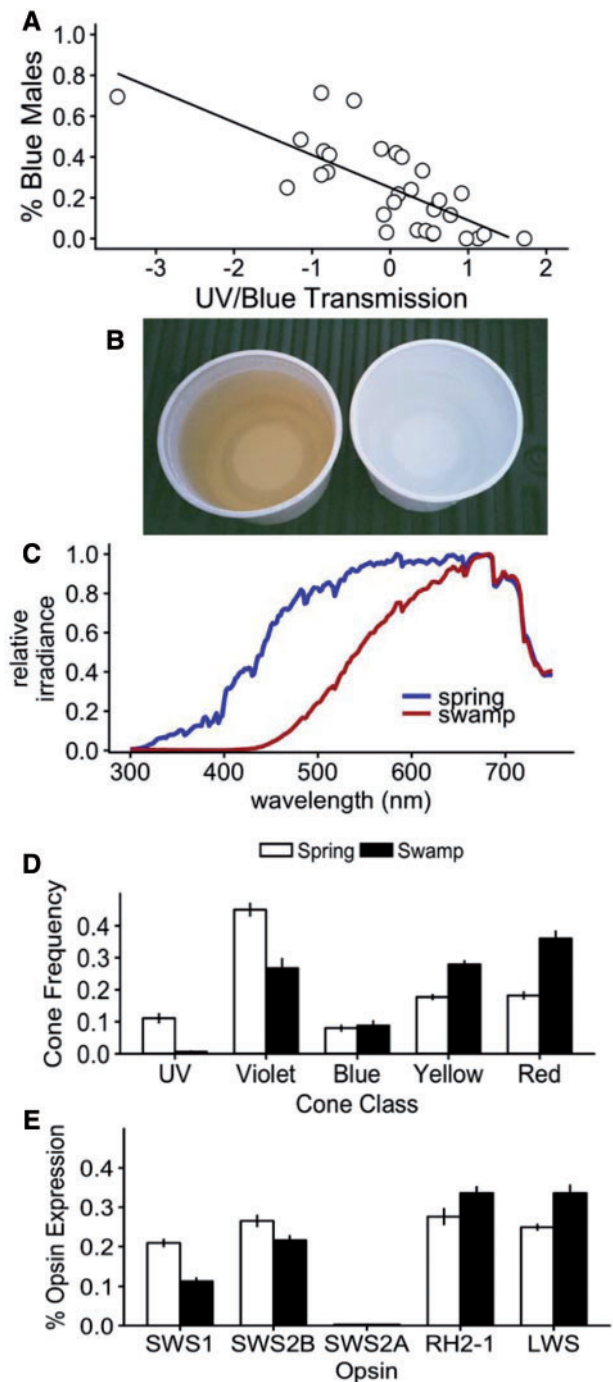 A
% Blue Males
1.0
0.8
0.6
0.4
0.2
0.0
-3 -2 -1 0 1 2
UV/Blue Transmission
B
C
relative
irradiance
1.0
0.8
0.6
0.4
0.2
0.0
spring
swamp
300 400 500 600 700
wavelength (nm)
Spring Swamp
D
Cone Frequency
0.4
0.3
0.2
0.1
0.0
UV Violet Blue Yellow Red
Cone Class
E
% Opsin Expression
0.4
0.3
0.2
0.1
0.0
SWS1 SWS2B SWS2A RH2-1 LWS
Opsin